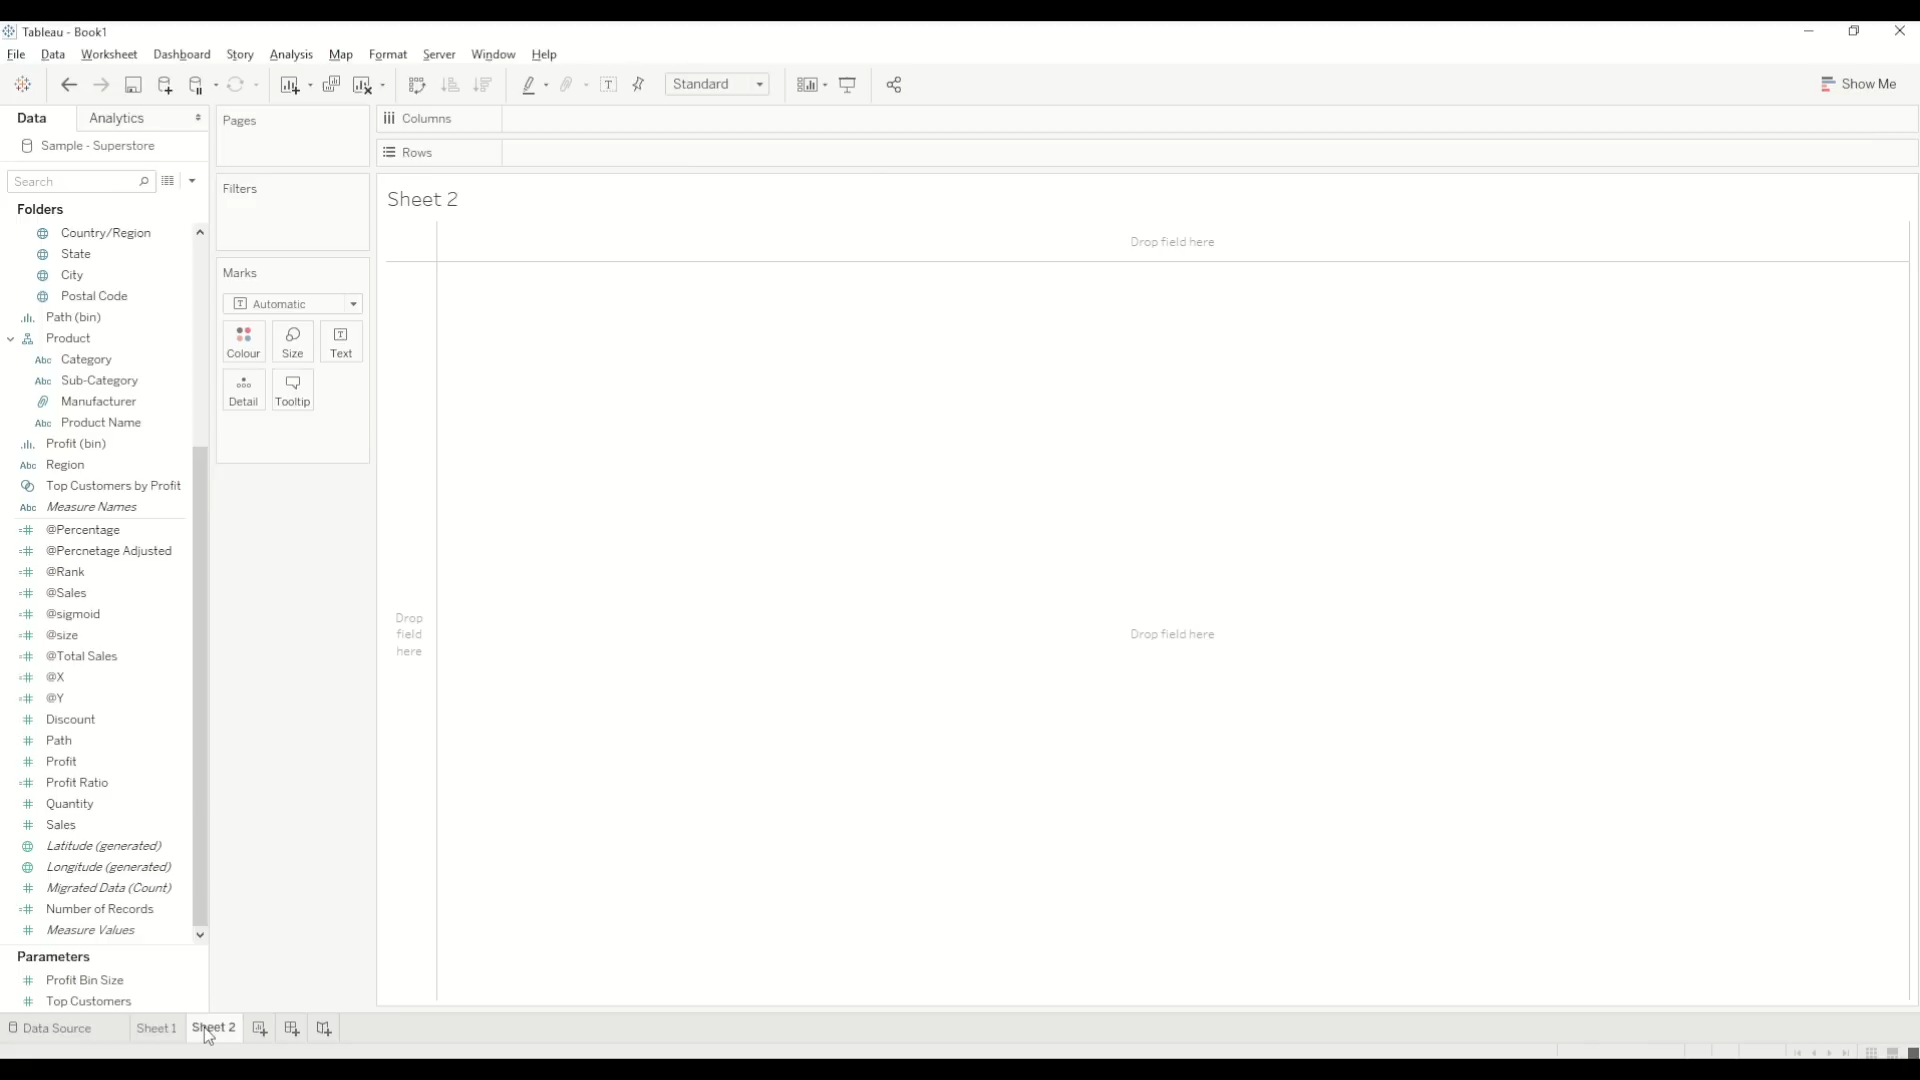 Tableau - Book1
File Data Worksheet Dashboard Story Analysis Map Format Server Window Help
Standard
Show Me
Data Analytics
Sample - Superstore
Search
Folders
Country/Region
State
City
Postal Code
Path (bin)
Product
Abc Category
Abc Sub-Category
Manufacturer
Abc Product Name
Profit (bin)
Abc Region
Top Customers by Profit
Abc Measure Names
=# @Percentage
=# @Percnetage Adjusted
=# @Rank
=# @Sales
=# @sigmoid
=# @size
=# @Total Sales
=# @X
=# @Y
# Discount
# Path
# Profit
=# Profit Ratio
# Quantity
# Sales
Latitude (generated)
Longitude (generated)
# Migrated Data (Count)
=# Number of Records
# Measure Values
Parameters
# Profit Bin Size
# Top Customers
Pages
Filters
Marks
T Automatic
Colour Size Text
Detail Tooltip
Columns
Rows
Sheet 2
Drop field here
Drop
field
here
Drop field here
Data Source Sheet 1 Sheet 2